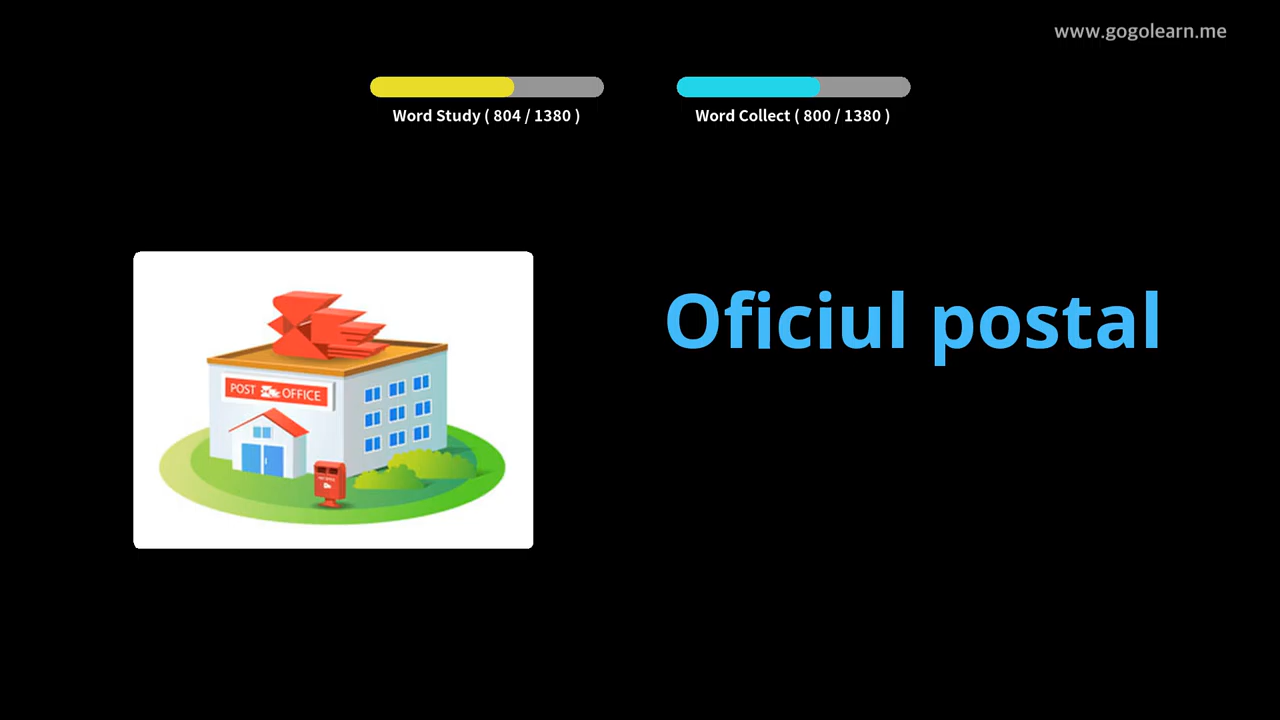 www.gogolearn.me
Word Study ( 804 / 1380 )
Word Collect ( 800 / 1380 )
Oficiul postal
POST OFFICE